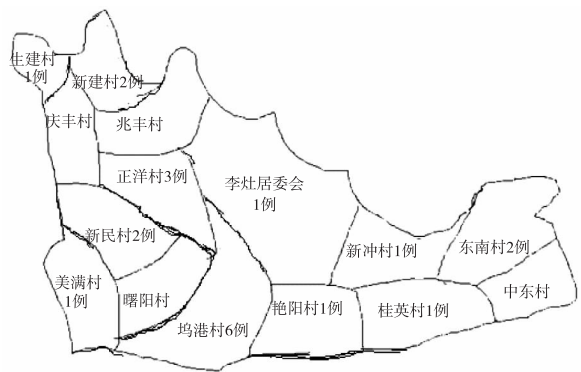 生建村
1例
新建村2例
庆丰村
兆丰村
正洋村3例
李灶居委会
1例
新民村2例
新冲村1例
东南村2例
美满村
1例
曙阳村
中东村
艳阳村1例
桂英村1例
坞港村6例